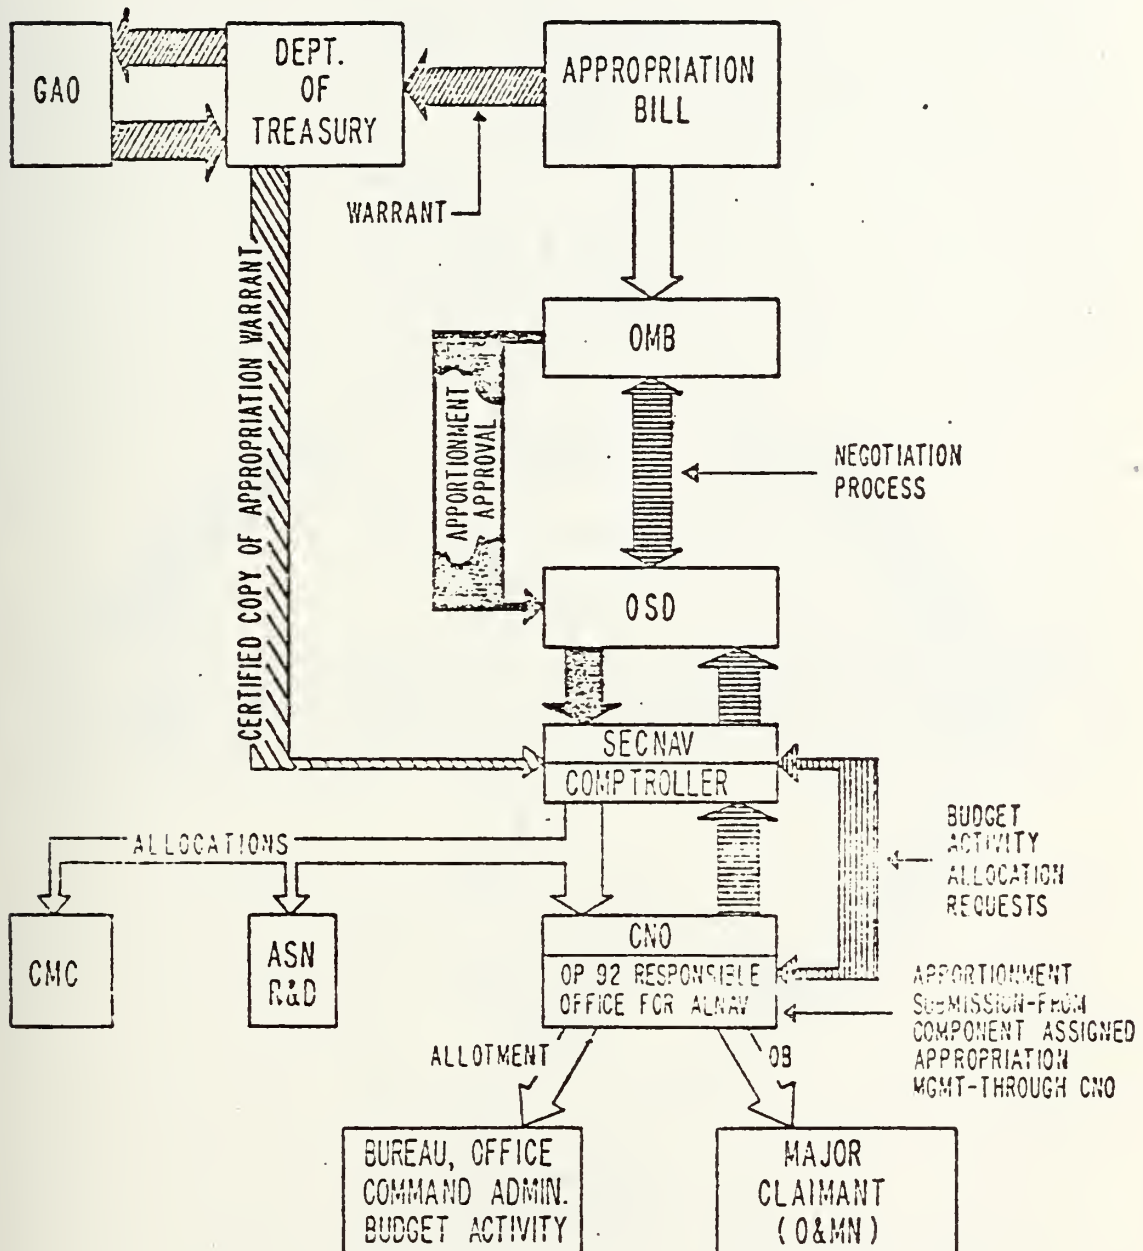 GAO
DEPT.
OF
TREASURY
APPROPRIATION
BILL
WARRANT
CERTIFIED COPY OF APPROPRIATION WARRANT
OMB
APPORTIONMENT
APPROVAL
NEGOTIATION
PROCESS
OSD
SECNAV
COMPTROLLER
ALLOCATIONS
BUDGET
ACTIVITY
ALLOCATION
REQUESTS
CMC
ASN
R&D
CNO
OP 92 RESPONSIBLE
OFFICE FOR ALNAV
APPORTIONMENT
SUBMISSION-FROM
COMPONENT ASSIGNED
APPROPRIATION
MGMT-THROUGH CNO
ALLOTMENT
OB
BUREAU, OFFICE
COMMAND ADMIN.
BUDGET ACTIVITY
MAJOR
CLAIMANT
(O&MN)